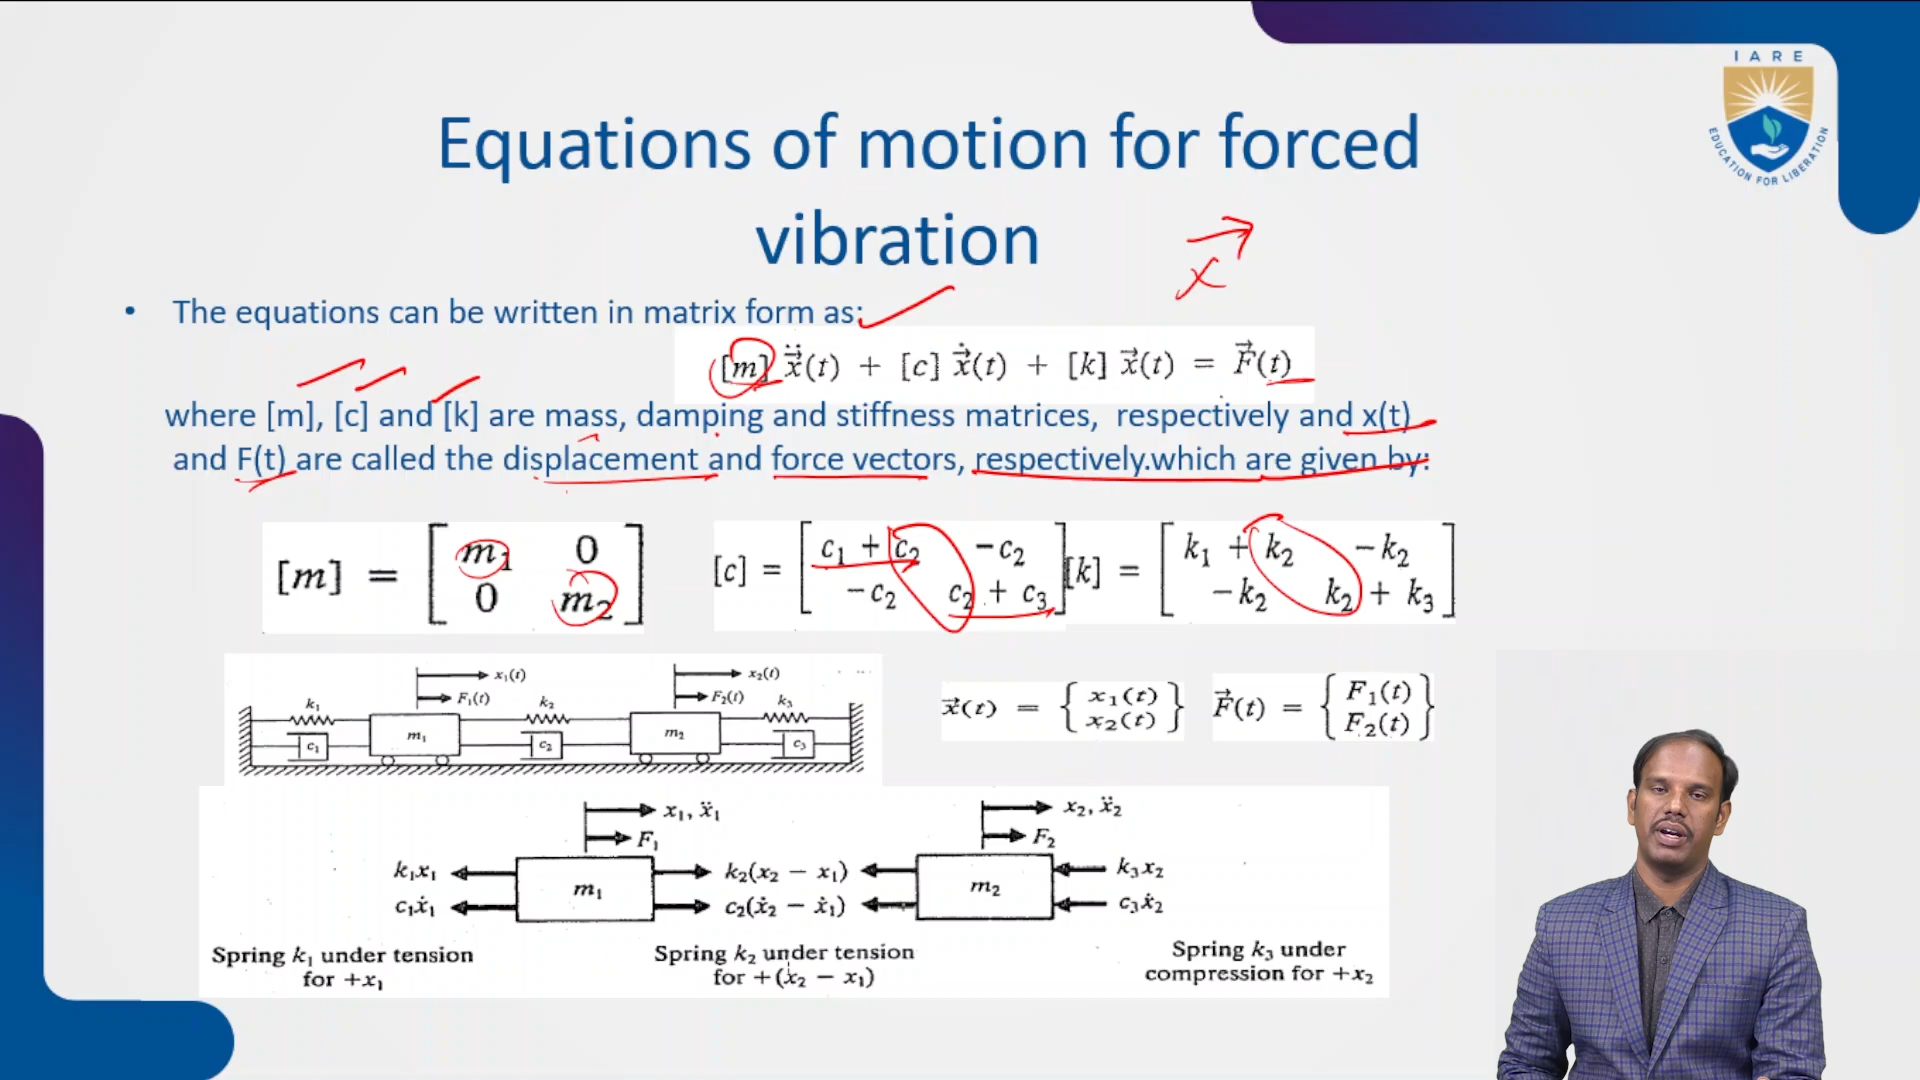 IARE
EDUCATION FOR LIBERATION
Equations of motion for forced
vibration
x
• The equations can be written in matrix form as:
[m] ẍ⃗(t) + [c] ẋ⃗(t) + [k] x⃗(t) = F⃗(t)
where [m], [c] and [k] are mass, damping and stiffness matrices, respectively and x(t)
and F(t) are called the displacement and force vectors, respectively.which are given by:
[m] = [ m₁ 0
0 m₂ ]
[c] = [ c₁ + c₂ -c₂
-c₂ c₂ + c₃ ]
[k] = [ k₁ + k₂ -k₂
-k₂ k₂ + k₃ ]
x₁(t) x₂(t)
F₁(t) F₂(t)
k₁ k₂ k₃
m₁ m₂
c₁ c₂ c₃
x⃗(t) = { x₁(t)
x₂(t) }
F⃗(t) = { F₁(t)
F₂(t) }
x₁, ẍ₁ x₂, ẍ₂
F₁ F₂
k₁x₁ k₂(x₂ − x₁) k₃x₂
m₁ m₂
c₁ẋ₁ c₂(ẋ₂ − ẋ₁) c₃ẋ₂
Spring k₁ under tension
for +x₁
Spring k₂ under tension
for +(x₂ − x₁)
Spring k₃ under
compression for +x₂